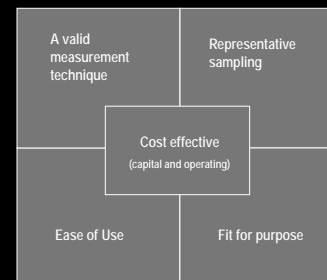 A valid
measurement
technique
Representative
sampling
Cost effective
(capital and operating)
Ease of Use
Fit for purpose